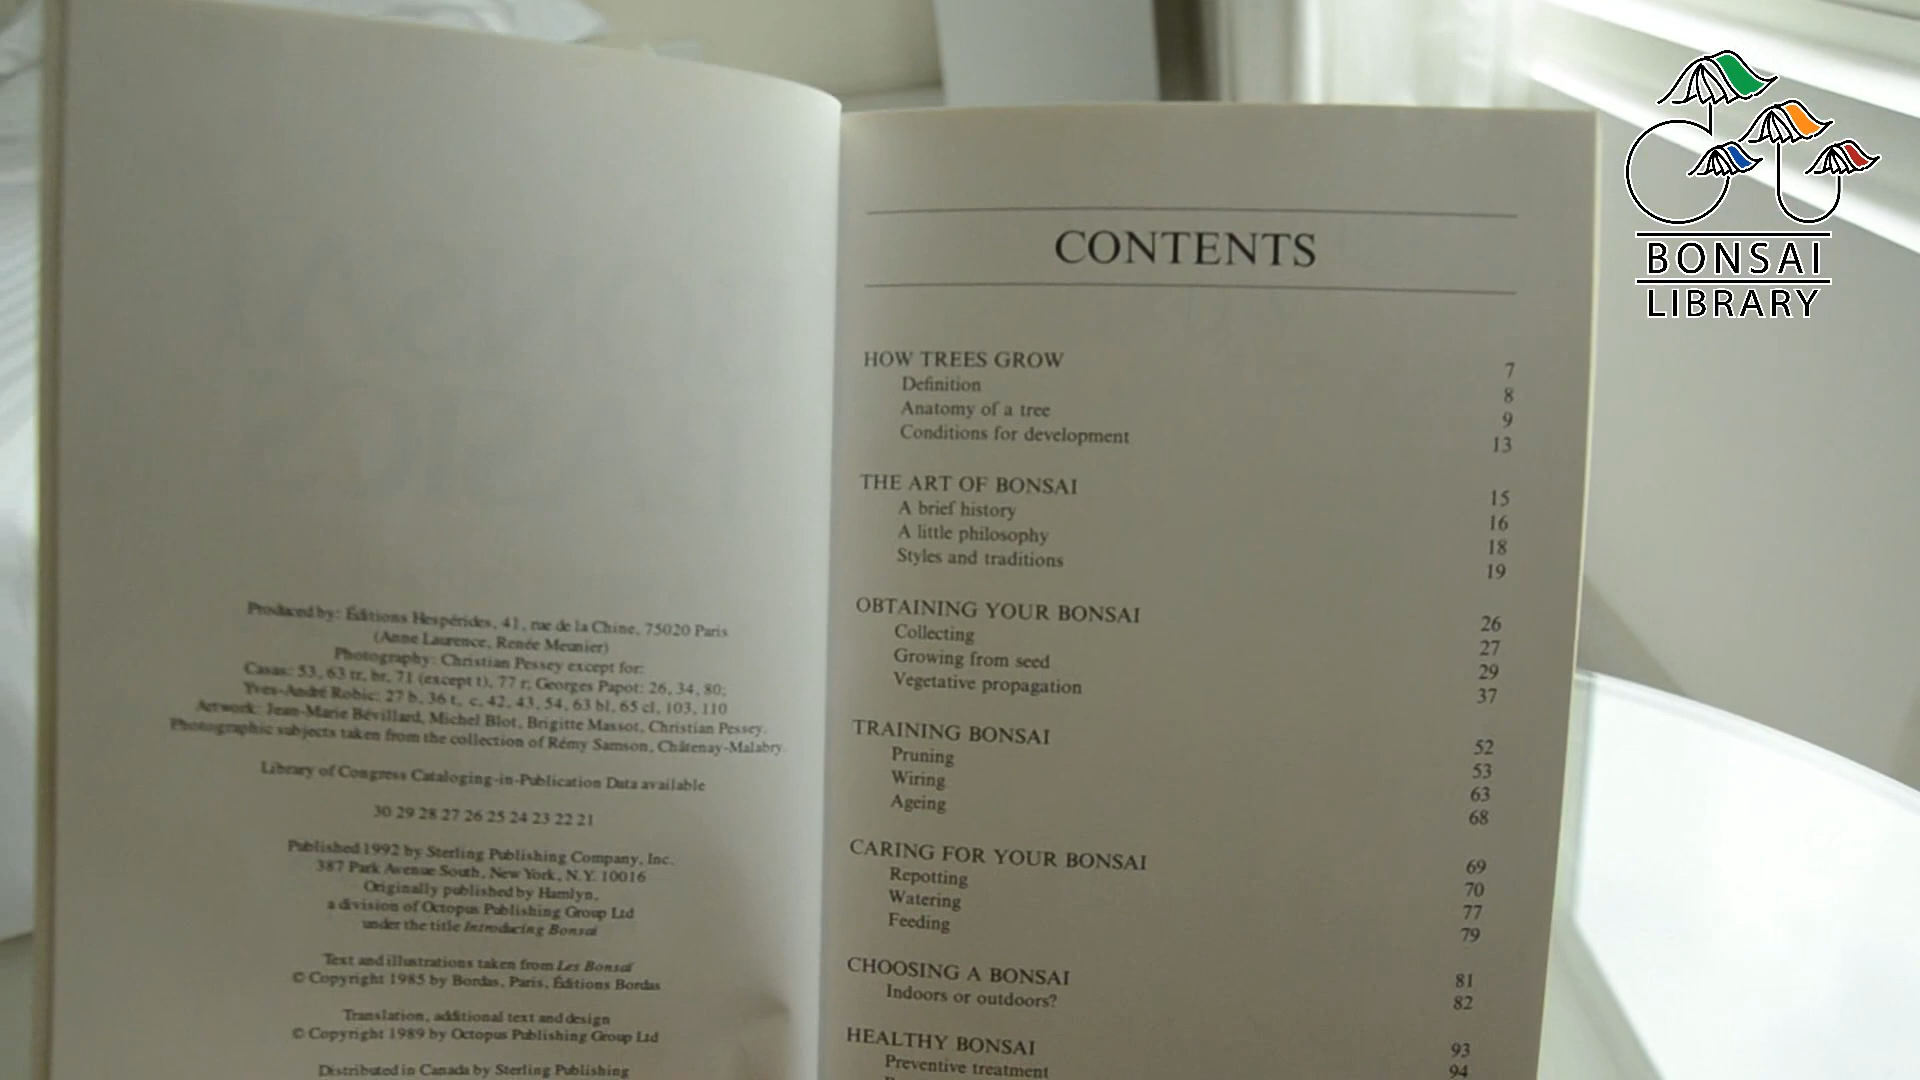 Produced by: Éditions Hespérides, 41, rue de la Chine, 75020 Paris
(Anne Laurence, Renée Meunier)
Photography: Christian Pessey except for:
Casas: 53, 63 tr, br, 71 (except t), 77 r; Georges Papot: 26, 34, 80;
Yves-André Robic: 27 b, 36 t, c, 42, 43, 54, 63 bl, 65 cl, 103, 110
Artwork: Jean-Marie Bévillard, Michel Blot, Brigitte Massot, Christian Pessey.
Photographic subjects taken from the collection of Rémy Samson, Châtenay-Malabry.
Library of Congress Cataloging-in-Publication Data available
30 29 28 27 26 25 24 23 22 21
Published 1992 by Sterling Publishing Company, Inc.
387 Park Avenue South, New York, N.Y. 10016
Originally published by Hamlyn,
a division of Octopus Publishing Group Ltd
under the title Introducing Bonsai
Text and illustrations taken from Les Bonsaï
© Copyright 1985 by Bordas, Paris, Éditions Bordas
Translation, additional text and design
© Copyright 1989 by Octopus Publishing Group Ltd
Distributed in Canada by Sterling Publishing
CONTENTS
HOW TREES GROW 7
Definition 8
Anatomy of a tree 9
Conditions for development 13
THE ART OF BONSAI 15
A brief history 16
A little philosophy 18
Styles and traditions 19
OBTAINING YOUR BONSAI 26
Collecting 27
Growing from seed 29
Vegetative propagation 37
TRAINING BONSAI 52
Pruning 53
Wiring 63
Ageing 68
CARING FOR YOUR BONSAI 69
Repotting 70
Watering 77
Feeding 79
CHOOSING A BONSAI 81
Indoors or outdoors? 82
HEALTHY BONSAI 93
Preventive treatment 94
BONSAI
LIBRARY